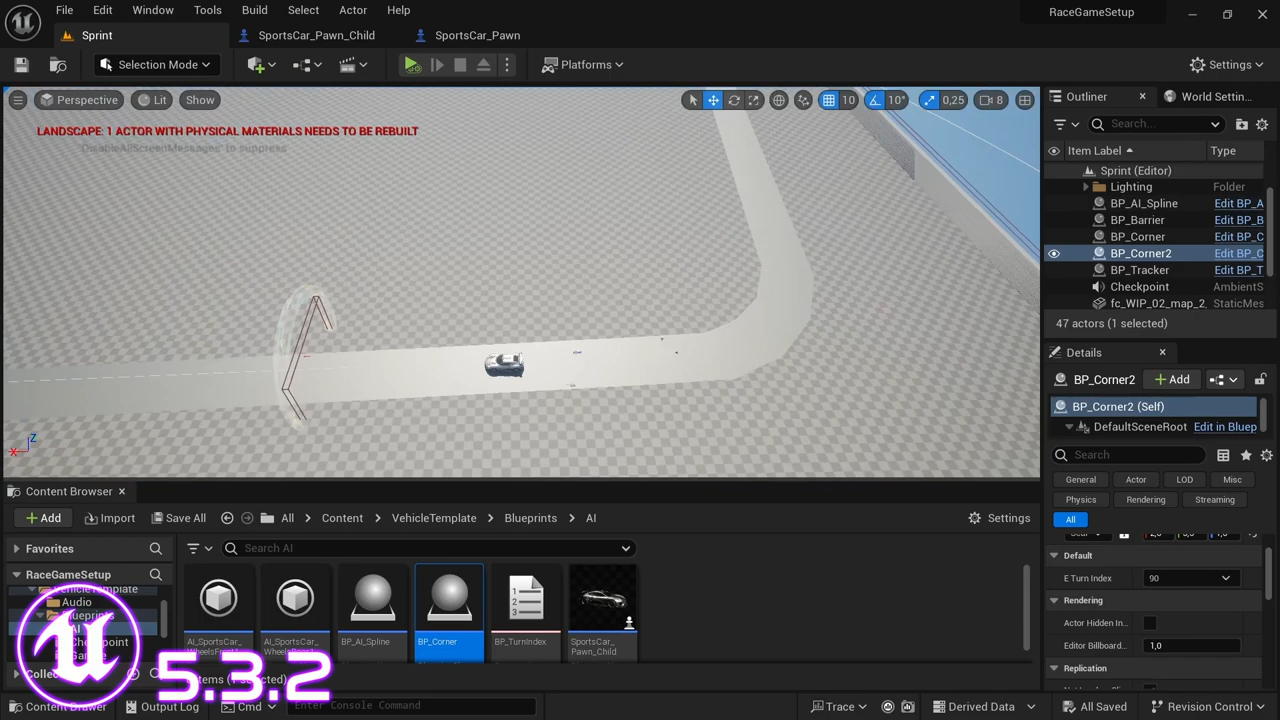 File Edit Window Tools Build Select Actor Help
RaceGameSetup
Sprint
SportsCar_Pawn_Child
SportsCar_Pawn
Selection Mode
Platforms
Settings
Perspective
Lit
Show
10
10°
0,25
8
LANDSCAPE: 1 ACTOR WITH PHYSICAL MATERIALS NEEDS TO BE REBUILT
'DisableAllScreenMessages' to suppress
Z
X
Outliner
World Settin...
Search...
Item Label
Type
Sprint (Editor)
Lighting Folder
BP_AI_Spline Edit BP_A
BP_Barrier Edit BP_B
BP_Corner Edit BP_C
BP_Corner2 Edit BP_C
BP_Tracker Edit BP_T
Checkpoint AmbientS
fc_WIP_02_map_2_ StaticMes
47 actors (1 selected)
Details
BP_Corner2
Add
BP_Corner2 (Self)
DefaultSceneRoot Edit in Bluep
Search
General Actor LOD Misc
Physics Rendering Streaming
All
Default
E Turn Index 90
Rendering
Actor Hidden In
Editor Billboard 1,0
Replication
Content Browser
Add
Import
Save All
All
Content
VehicleTemplate
Blueprints
AI
Settings
Favorites
Search AI
RaceGameSetup
Audio
AI_SportsCar_
BP_AI_Spline
BP_Corner
BP_TurnIndex
SportsCar_
Pawn_Child
5.3.2
Output Log
Cmd
Enter Console Command
Trace
Derived Data
All Saved
Revision Control